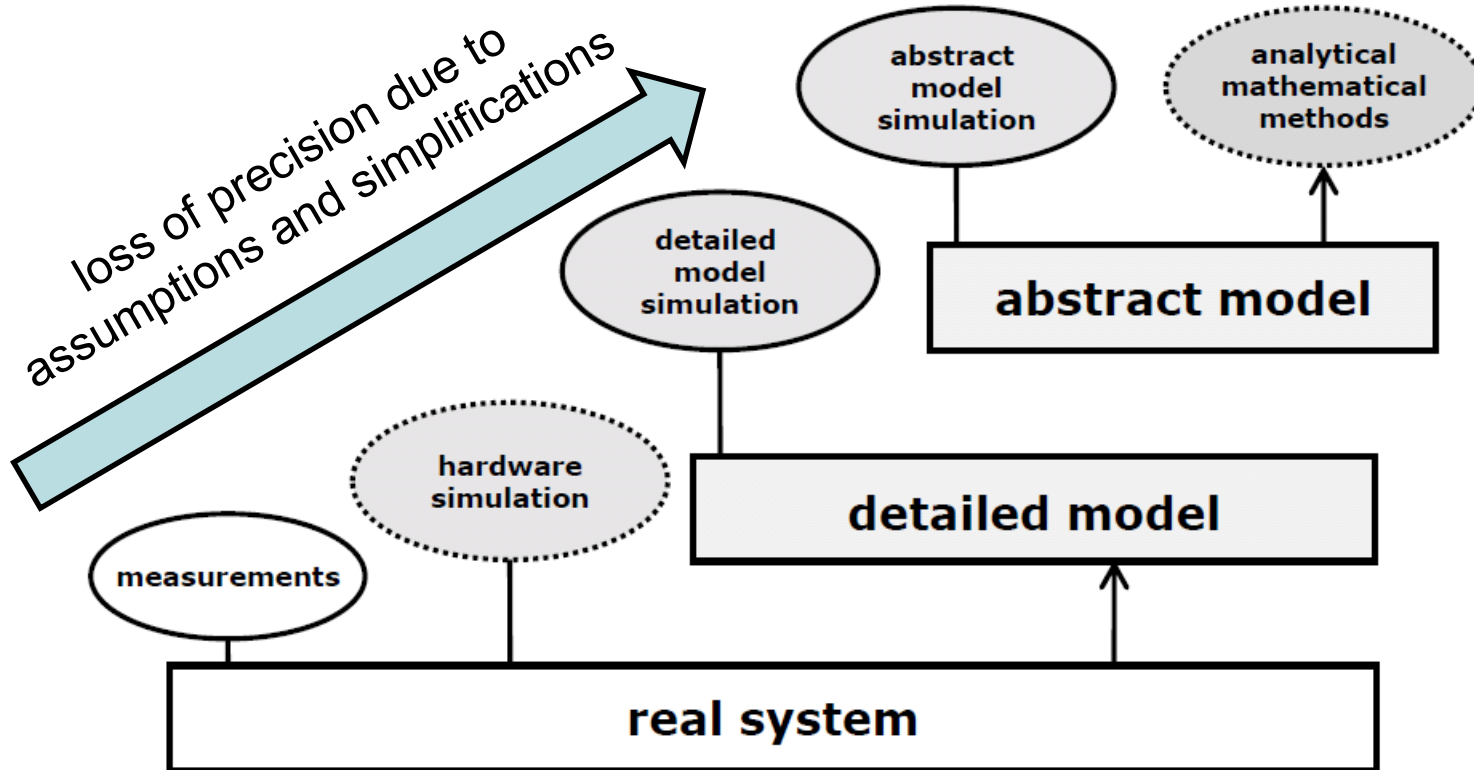 loss of precision due to
assumptions and simplifications
abstract
model
simulation
analytical
mathematical
methods
abstract model
detailed
model
simulation
detailed model
hardware
simulation
measurements
real system